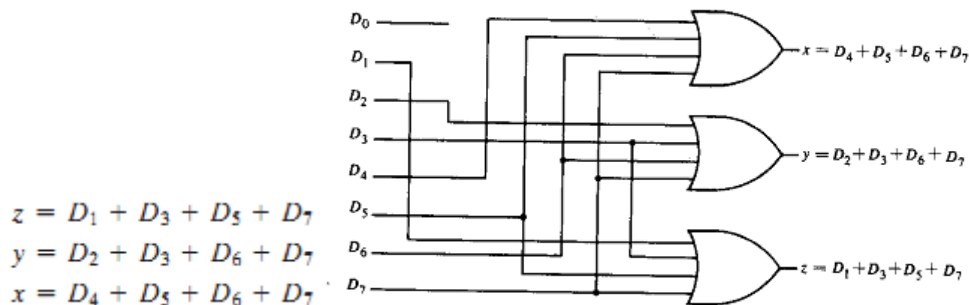 D₀
D₁
D₂
D₃
D₄
D₅
D₆
D₇
x = D₄ + D₅ + D₆ + D₇
y = D₂ + D₃ + D₆ + D₇
z = D₁ + D₃ + D₅ + D₇
z = D₁ + D₃ + D₅ + D₇
y = D₂ + D₃ + D₆ + D₇
x = D₄ + D₅ + D₆ + D₇